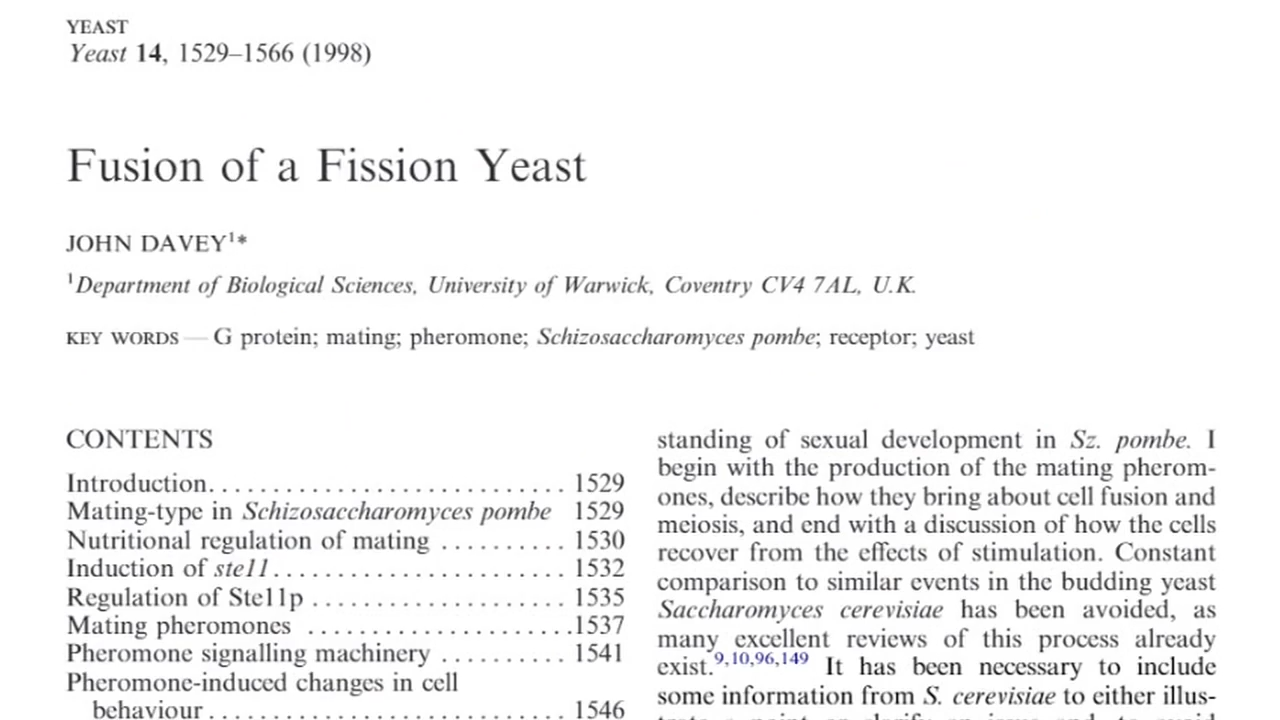 YEAST
Yeast 14, 1529–1566 (1998)
Fusion of a Fission Yeast
JOHN DAVEY¹*
¹Department of Biological Sciences, University of Warwick, Coventry CV4 7AL, U.K.
KEY WORDS — G protein; mating; pheromone; Schizosaccharomyces pombe; receptor; yeast
CONTENTS
Introduction. . . . . . . . . . . . . . . . . . . . . . . . . . . 1529
Mating-type in Schizosaccharomyces pombe 1529
Nutritional regulation of mating . . . . . . . . . . 1530
Induction of ste11. . . . . . . . . . . . . . . . . . . . . . 1532
Regulation of Ste11p . . . . . . . . . . . . . . . . . . . 1535
Mating pheromones . . . . . . . . . . . . . . . . . . . . .1537
Pheromone signalling machinery . . . . . . . . . . 1541
Pheromone-induced changes in cell
behaviour. . . . . . . . . . . . . . . . . . . . . . . . . . . 1546
standing of sexual development in Sz. pombe. I
begin with the production of the mating pherom-
ones, describe how they bring about cell fusion and
meiosis, and end with a discussion of how the cells
recover from the effects of stimulation. Constant
comparison to similar events in the budding yeast
Saccharomyces cerevisiae has been avoided, as
many excellent reviews of this process already
exist.9,10,96,149 It has been necessary to include
some information from S. cerevisiae to either illus-